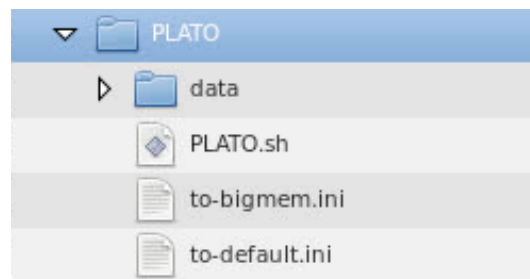 PLATO
data
PLATO.sh
to-bigmem.ini
to-default.ini